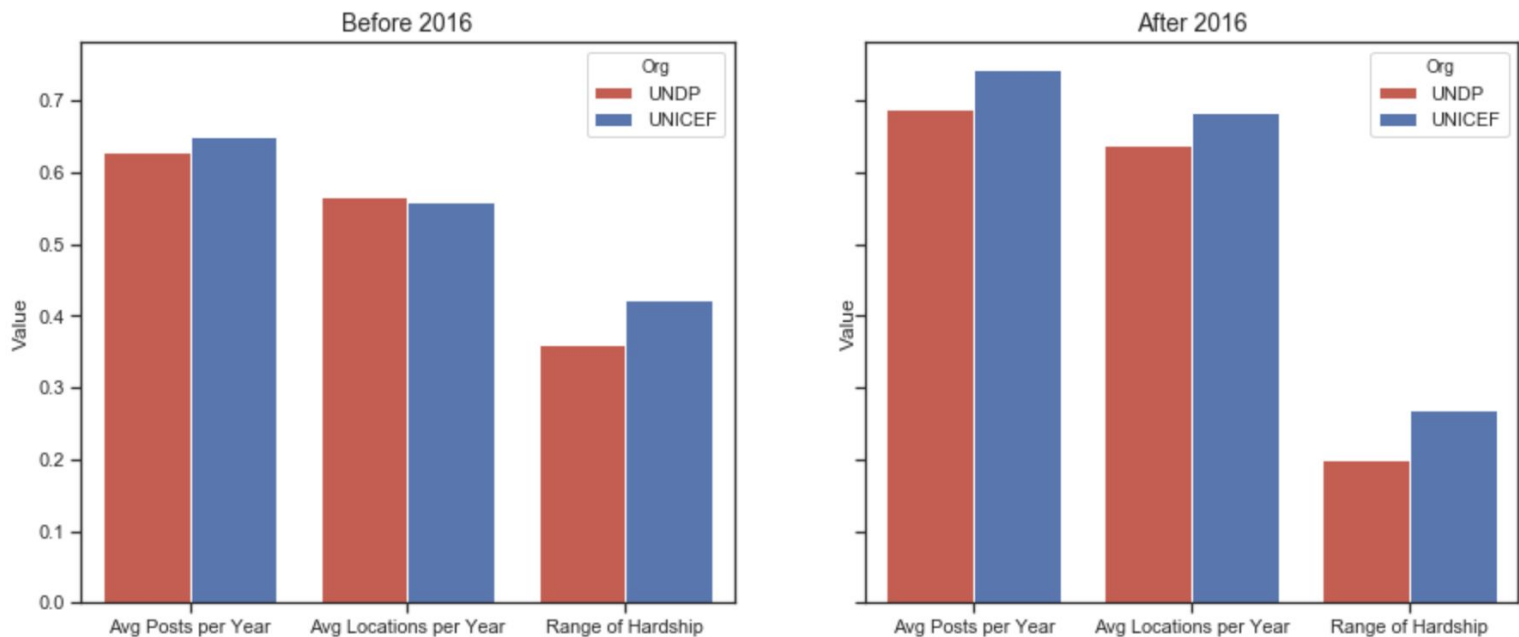 Before 2016
Org
UNDP
UNICEF
Value
0.7
0.6
0.5
0.4
0.3
0.2
0.1
0.0
Avg Posts per Year
Avg Locations per Year
Range of Hardship
After 2016
Org
UNDP
UNICEF
Value
Avg Posts per Year
Avg Locations per Year
Range of Hardship